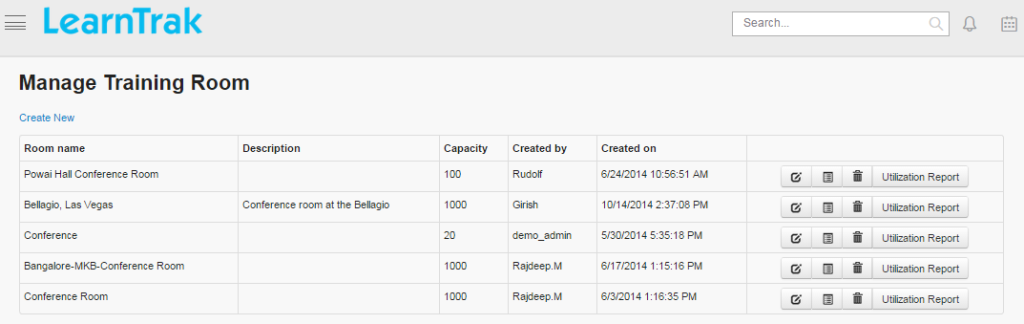 LearnTrak
Search...
Manage Training Room
Create New
Room name Description Capacity Created by Created on
Powai Hall Conference Room 100 Rudolf 6/24/2014 10:56:51 AM Utilization Report
Bellagio, Las Vegas Conference room at the Bellagio 1000 Girish 10/14/2014 2:37:08 PM Utilization Report
Conference 20 demo_admin 5/30/2014 5:35:18 PM Utilization Report
Bangalore-MKB-Conference Room 1000 Rajdeep.M 6/17/2014 1:15:16 PM Utilization Report
Conference Room 1000 Rajdeep.M 6/3/2014 1:16:35 PM Utilization Report